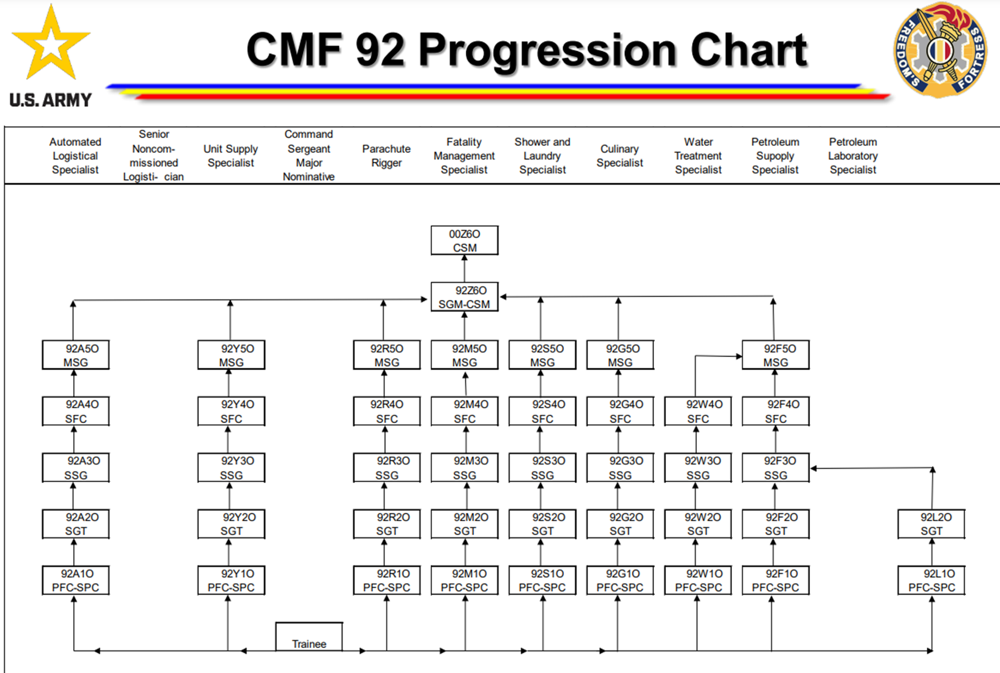 CMF 92 Progression Chart
U.S. ARMY
FREEDOM'S FORTRESS
Automated
Logistical
Specialist
Senior
Noncom-
missioned
Logisti- cian
Unit Supply
Specialist
Command
Sergeant
Major
Nominative
Parachute
Rigger
Fatality
Management
Specialist
Shower and
Laundry
Specialist
Culinary
Specialist
Water
Treatment
Specialist
Petroleum
Supoply
Specialist
Petroleum
Laboratory
Specialist
00Z6O
CSM
92Z6O
SGM-CSM
92A5O
MSG
92Y5O
MSG
92R5O
MSG
92M5O
MSG
92S5O
MSG
92G5O
MSG
92F5O
MSG
92A4O
SFC
92Y4O
SFC
92R4O
SFC
92M4O
SFC
92S4O
SFC
92G4O
SFC
92W4O
SFC
92F4O
SFC
92A3O
SSG
92Y3O
SSG
92R3O
SSG
92M3O
SSG
92S3O
SSG
92G3O
SSG
92W3O
SSG
92F3O
SSG
92A2O
SGT
92Y2O
SGT
92R2O
SGT
92M2O
SGT
92S2O
SGT
92G2O
SGT
92W2O
SGT
92F2O
SGT
92L2O
SGT
92A1O
PFC-SPC
92Y1O
PFC-SPC
92R1O
PFC-SPC
92M1O
PFC-SPC
92S1O
PFC-SPC
92G1O
PFC-SPC
92W1O
PFC-SPC
92F1O
PFC-SPC
92L1O
PFC-SPC
Trainee